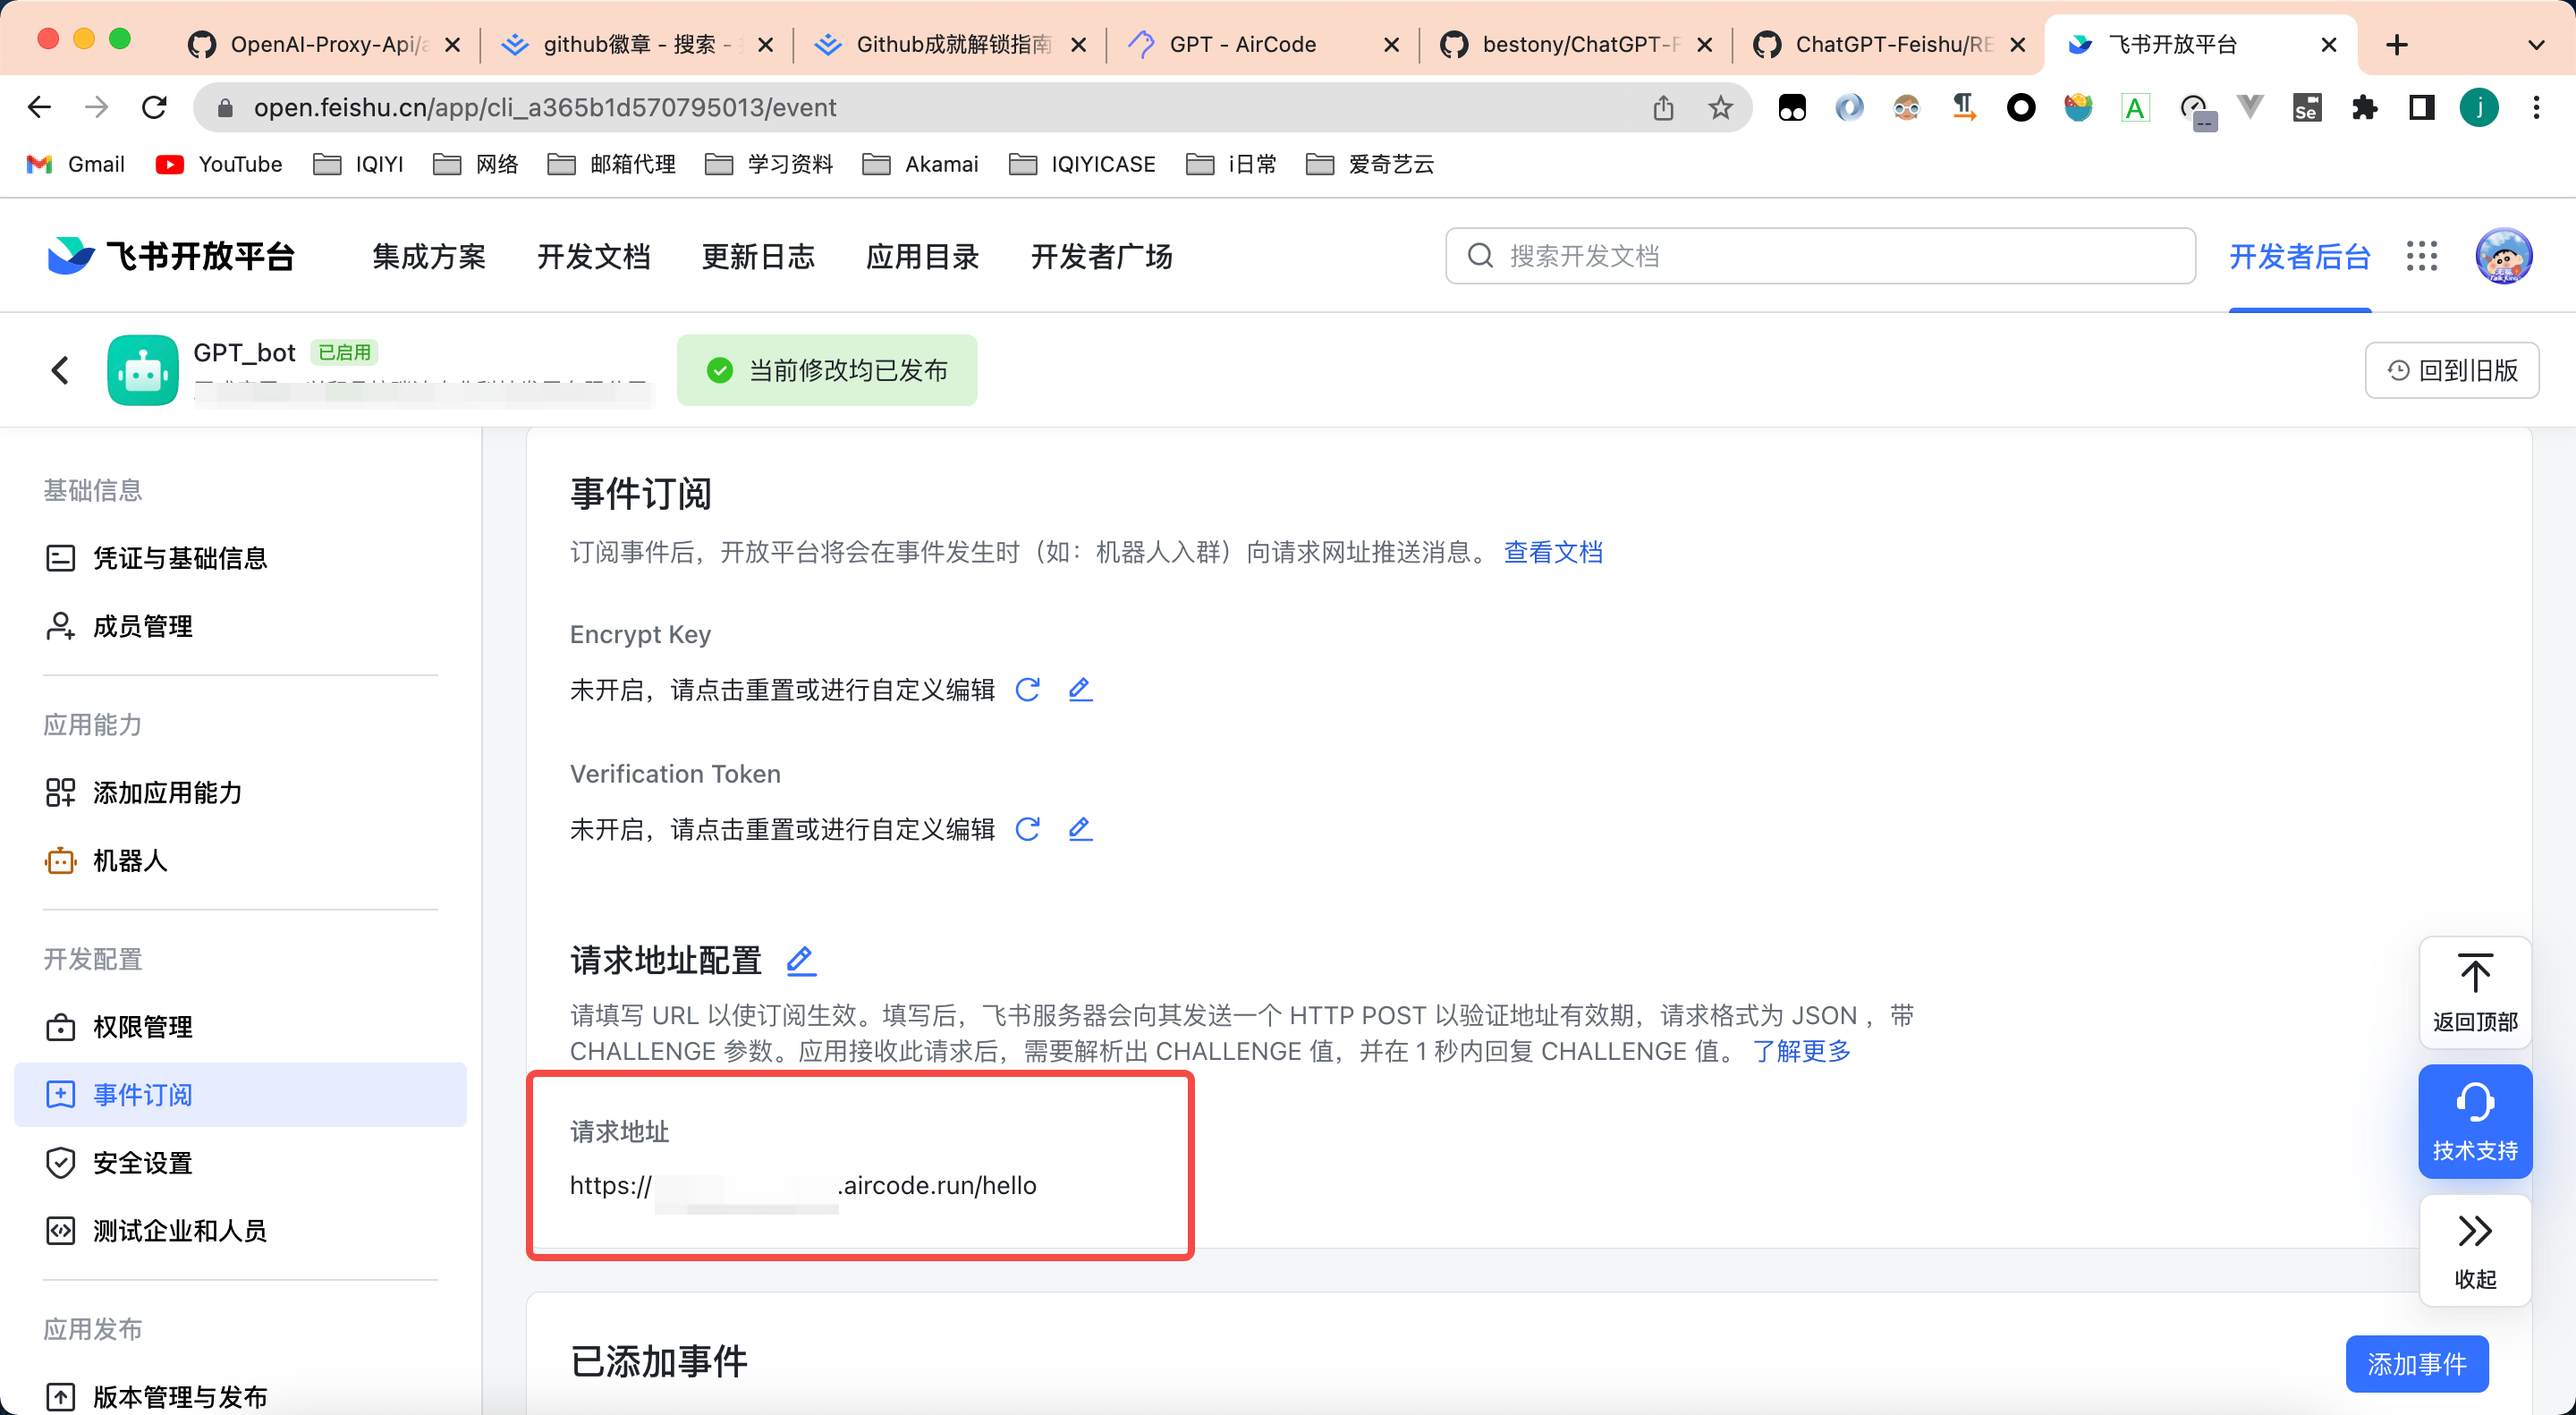 OpenAI-Proxy-Api/a
github徽章 - 搜索 -
Github成就解锁指南
GPT - AirCode
bestony/ChatGPT-F
ChatGPT-Feishu/RE
飞书开放平台
open.feishu.cn/app/cli_a365b1d570795013/event
A
Se
j
Gmail
YouTube
IQIYI
网络
邮箱代理
学习资料
Akamai
IQIYICASE
i日常
爱奇艺云
飞书开放平台
集成方案
开发文档
更新日志
应用目录
开发者广场
搜索开发文档
开发者后台
GPT_bot
已启用
当前修改均已发布
回到旧版
基础信息
凭证与基础信息
成员管理
应用能力
添加应用能力
机器人
开发配置
权限管理
事件订阅
安全设置
测试企业和人员
应用发布
版本管理与发布
事件订阅
订阅事件后，开放平台将会在事件发生时（如：机器人入群）向请求网址推送消息。 查看文档
Encrypt Key
未开启，请点击重置或进行自定义编辑
Verification Token
未开启，请点击重置或进行自定义编辑
请求地址配置
请填写 URL 以使订阅生效。填写后，飞书服务器会向其发送一个 HTTP POST 以验证地址有效期，请求格式为 JSON ，带
CHALLENGE 参数。应用接收此请求后，需要解析出 CHALLENGE 值，并在 1 秒内回复 CHALLENGE 值。 了解更多
请求地址
https:// .aircode.run/hello
已添加事件
添加事件
返回顶部
技术支持
收起